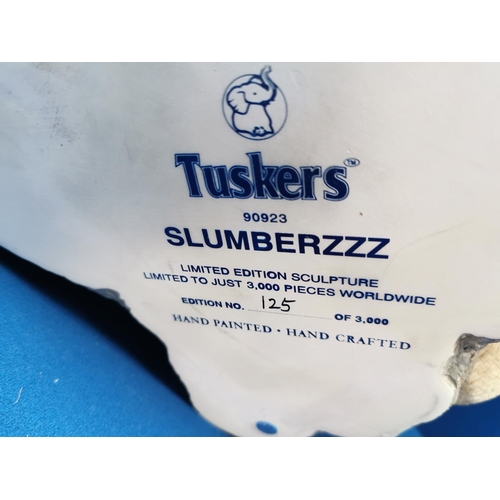 Tuskers™
90923
SLUMBERZZZ
LIMITED EDITION SCULPTURE
LIMITED TO JUST 3,000 PIECES WORLDWIDE
EDITION NO. 125 OF 3,000
HAND PAINTED · HAND CRAFTED